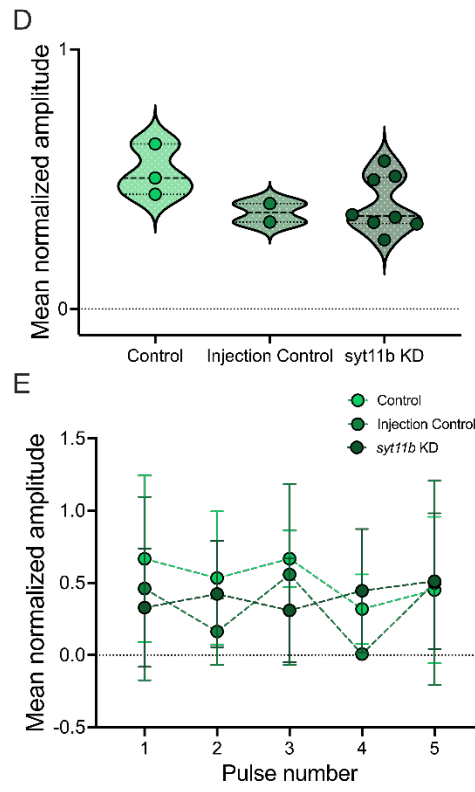 D
Mean normalized amplitude
1
0
Control
Injection Control
syt11b KD
E
Control
Injection Control
syt11b KD
Mean normalized amplitude
1.5
1.0
0.5
0.0
-0.5
1 2 3 4 5
Pulse number